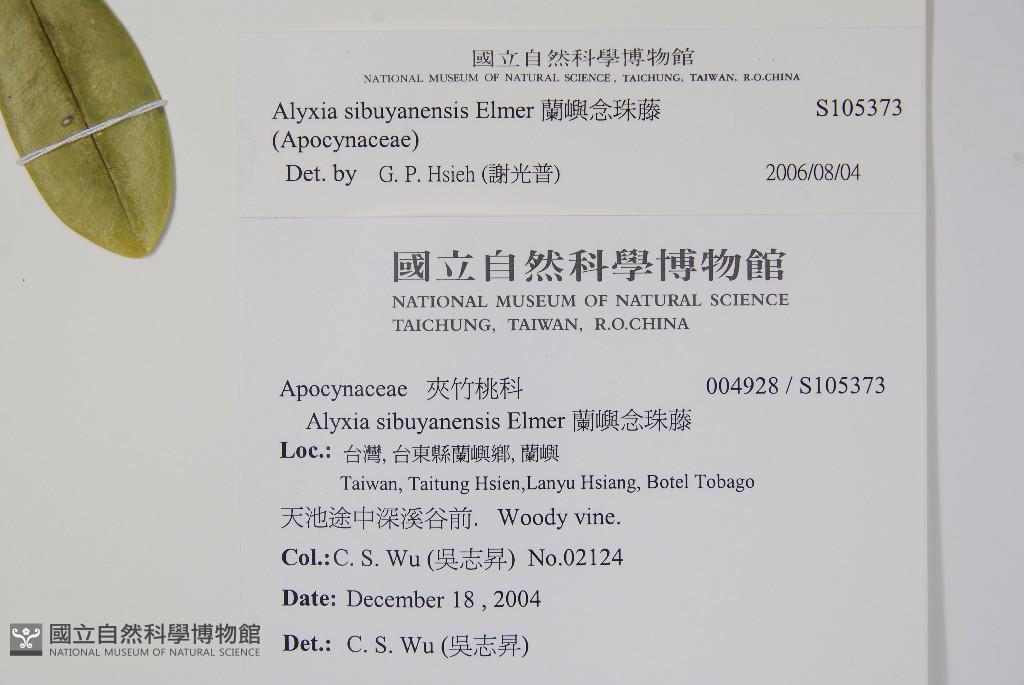 國立自然科學博物館
NATIONAL MUSEUM OF NATURAL SCIENCE, TAICHUNG, TAIWAN, R.O.CHINA
Alyxia sibuyanensis Elmer 蘭嶼念珠藤 S105373
(Apocynaceae)
Det. by G. P. Hsieh (謝光普) 2006/08/04
國立自然科學博物館
NATIONAL MUSEUM OF NATURAL SCIENCE
TAICHUNG, TAIWAN, R.O.CHINA
Apocynaceae 夾竹桃科 004928 / S105373
Alyxia sibuyanensis Elmer 蘭嶼念珠藤
Loc.: 台灣, 台東縣蘭嶼鄉, 蘭嶼
Taiwan, Taitung Hsien,Lanyu Hsiang, Botel Tobago
天池途中深溪谷前. Woody vine.
Col.:C. S. Wu (吳志昇) No.02124
Date: December 18 , 2004
Det.: C. S. Wu (吳志昇)
國立自然科學博物館
NATIONAL MUSEUM OF NATURAL SCIENCE